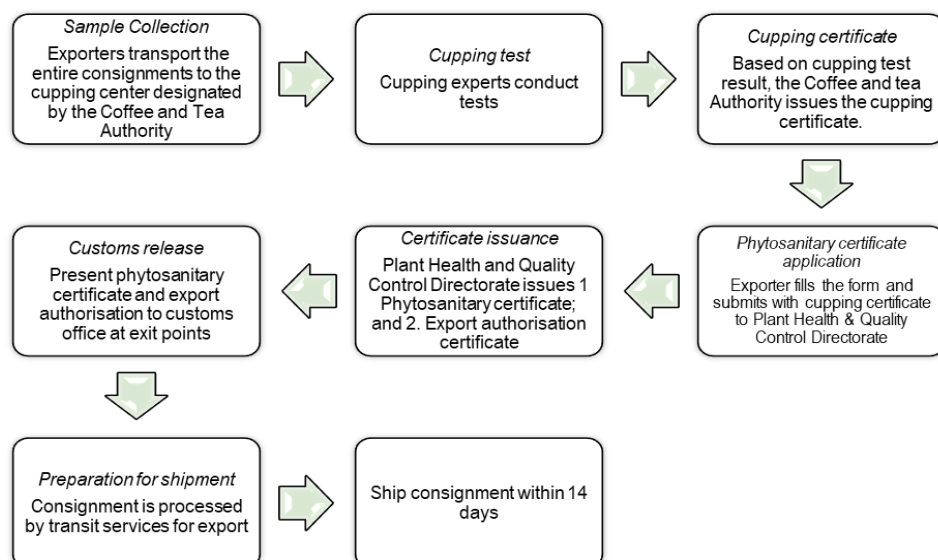 Sample Collection
Exporters transport the
entire consignments to the
cupping center designated
by the Coffee and Tea
Authority
Cupping test
Cupping experts conduct
tests
Cupping certificate
Based on cupping test
result, the Coffee and tea
Authority issues the cupping
certificate.
Phytosanitary certificate
application
Exporter fills the form and
submits with cupping certificate
to Plant Health & Quality
Control Directorate
Certificate issuance
Plant Health and Quality
Control Directorate issues 1
Phytosanitary certificate;
and 2. Export authorisation
certificate
Customs release
Present phytosanitary
certificate and export
authorisation to customs
office at exit points
Preparation for shipment
Consignment is processed
by transit services for export
Ship consignment within 14
days